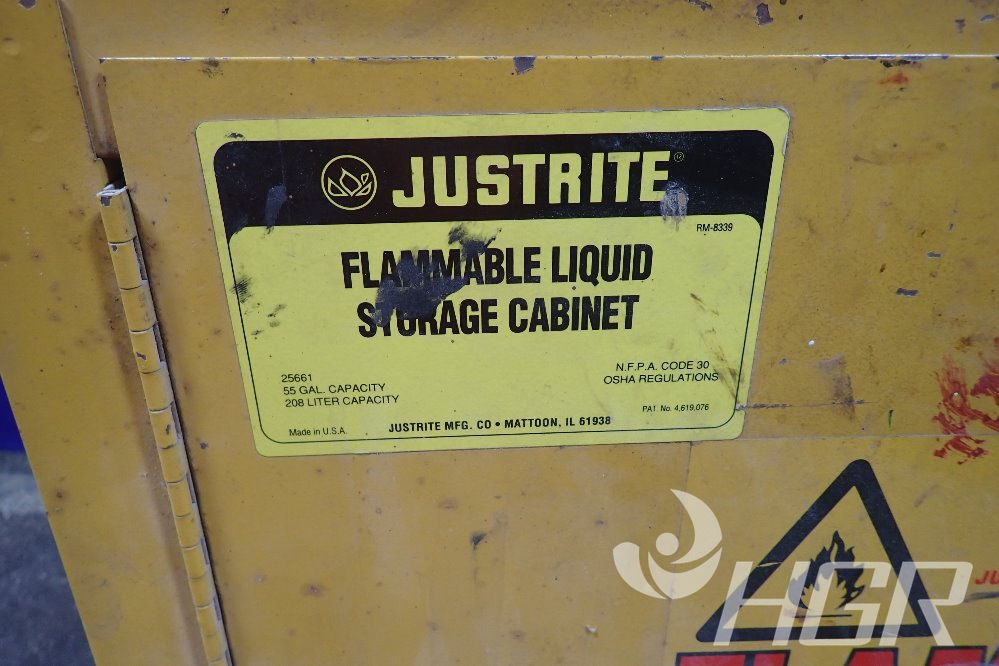 JUSTRITE
RM-8339
FLAMMABLE LIQUID
STORAGE CABINET
25661
55 GAL. CAPACITY
208 LITER CAPACITY
N.F.P.A. CODE 30
OSHA REGULATIONS
PAT. No. 4,619,076
Made in U.S.A.
JUSTRITE MFG. CO • MATTOON, IL 61938
HGR